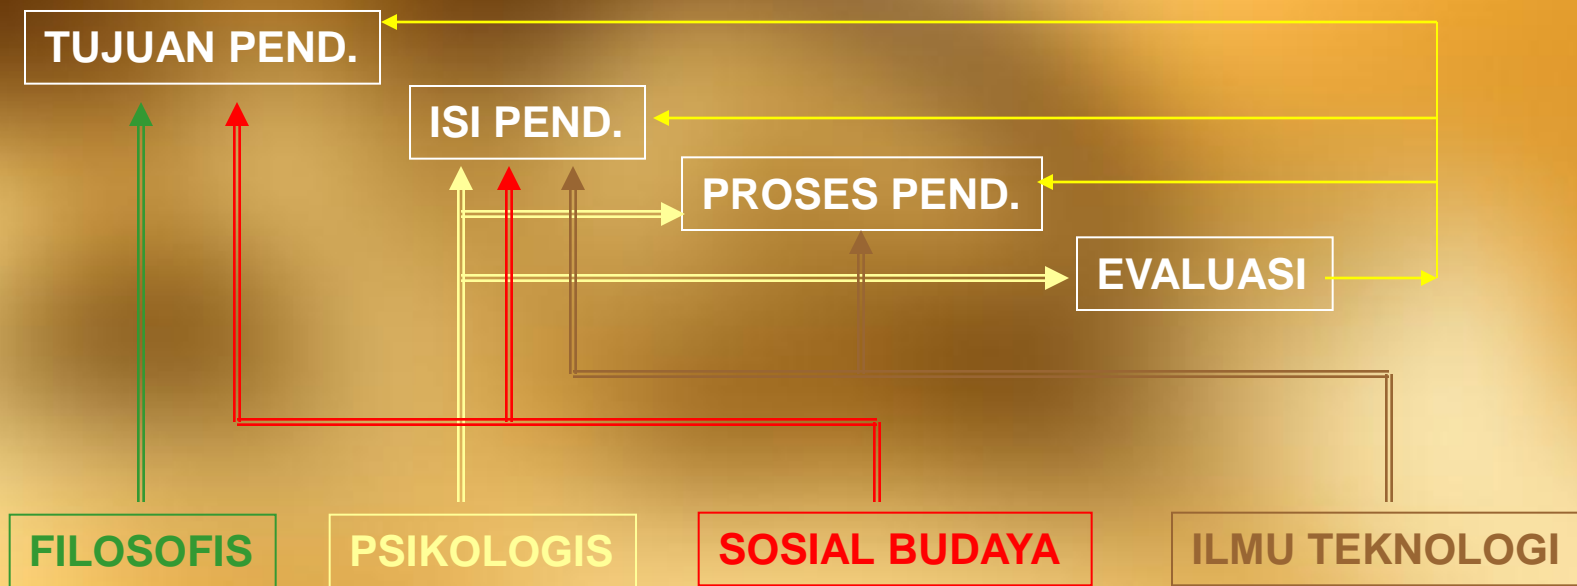 TUJUAN PEND.
ISI PEND.
PROSES PEND.
EVALUASI
FILOSOFIS
PSIKOLOGIS
SOSIAL BUDAYA
ILMU TEKNOLOGI